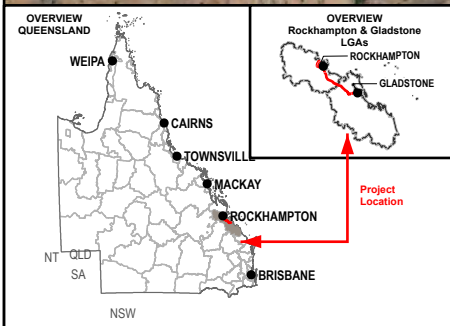 OVERVIEW
QUEENSLAND
WEIPA
CAIRNS
TOWNSVILLE
MACKAY
ROCKHAMPTON
BRISBANE
NT
QLD
SA
NSW
OVERVIEW
Rockhampton & Gladstone
LGAs
ROCKHAMPTON
GLADSTONE
Project
Location